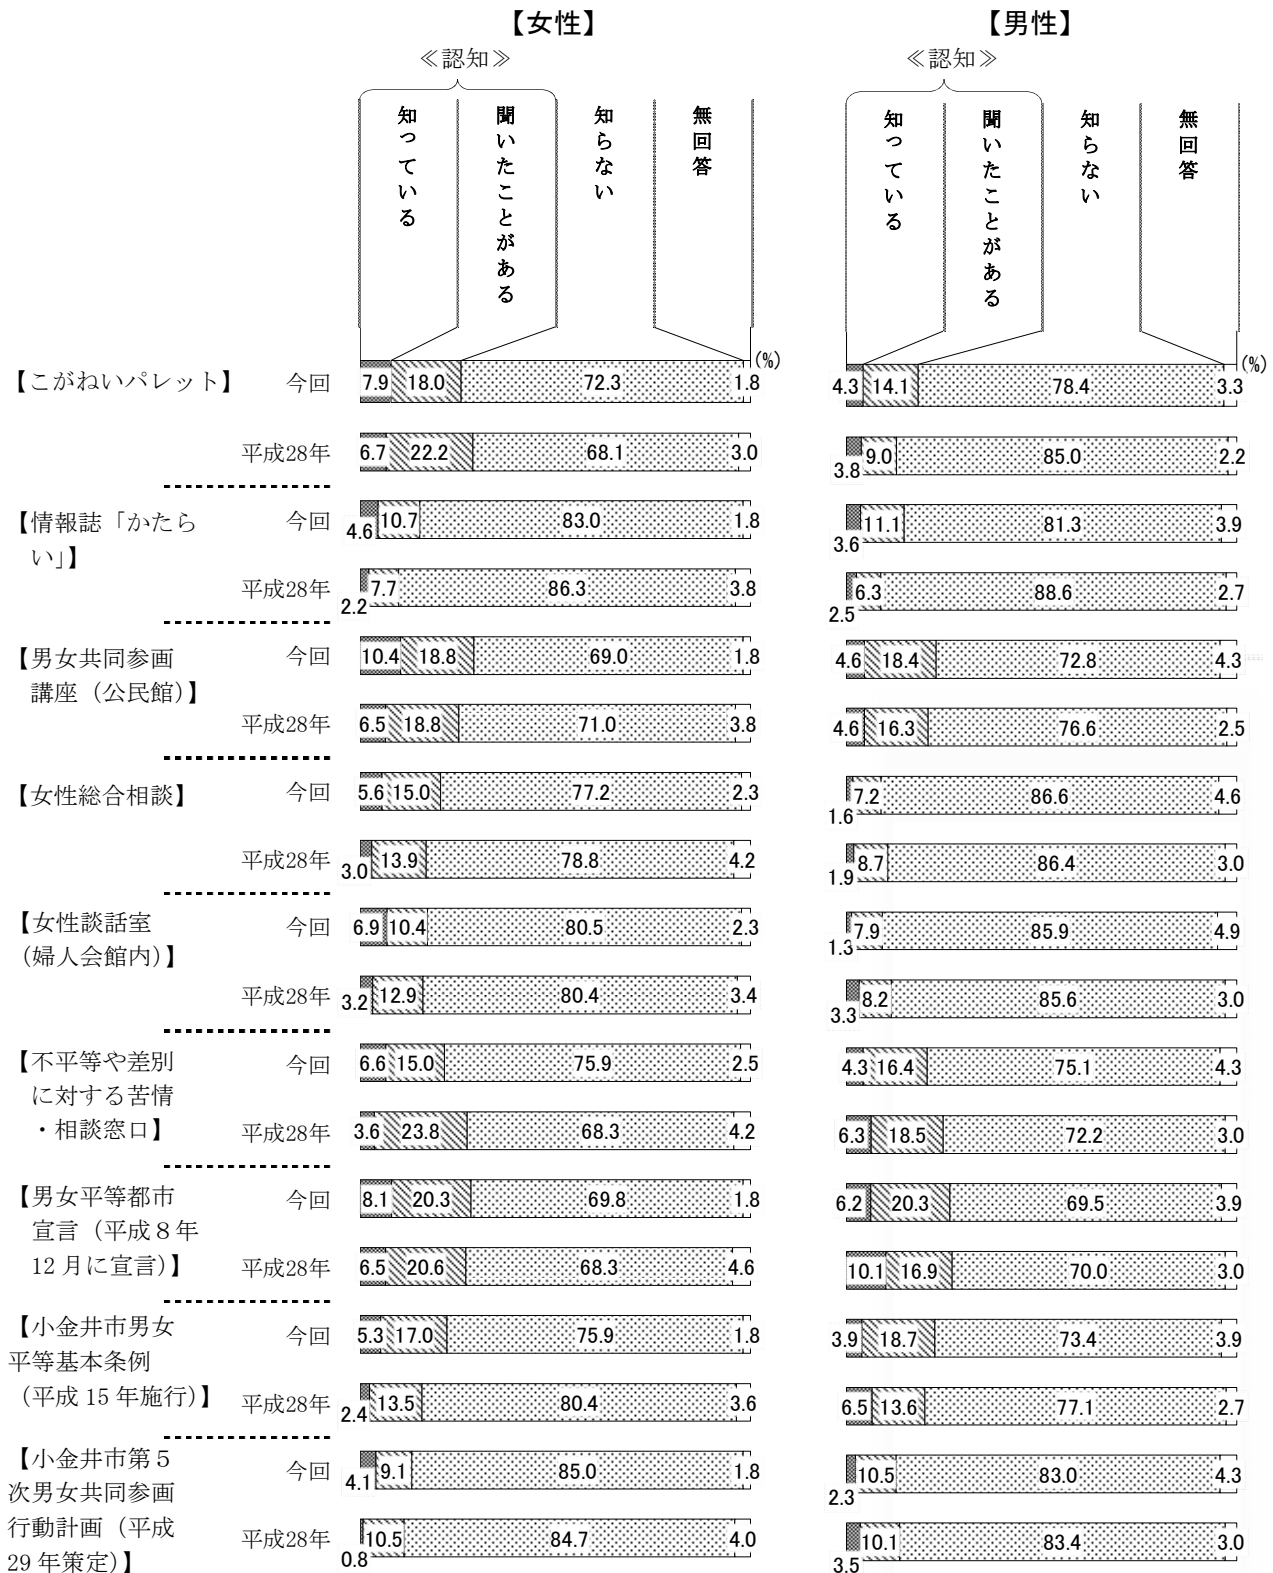 【女性】 【男性】
≪認知≫ ≪認知≫
知っている 聞いたことがある 知らない 無回答 知っている 聞いたことがある 知らない 無回答
(%) (%)
【こがねいパレット】 今回 7.9 18.0 72.3 1.8 4.3 14.1 78.4 3.3
平成28年 6.7 22.2 68.1 3.0 3.8 9.0 85.0 2.2
【情報誌「かたら 今回 4.6 10.7 83.0 1.8 3.6 11.1 81.3 3.9
い」】
平成28年 2.2 7.7 86.3 3.8 2.5 6.3 88.6 2.7
【男女共同参画 今回 10.4 18.8 69.0 1.8 4.6 18.4 72.8 4.3
講座（公民館）】
平成28年 6.5 18.8 71.0 3.8 4.6 16.3 76.6 2.5
【女性総合相談】 今回 5.6 15.0 77.2 2.3 1.6 7.2 86.6 4.6
平成28年 3.0 13.9 78.8 4.2 1.9 8.7 86.4 3.0
【女性談話室 今回 6.9 10.4 80.5 2.3 1.3 7.9 85.9 4.9
（婦人会館内）】
平成28年 3.2 12.9 80.4 3.4 3.3 8.2 85.6 3.0
【不平等や差別 今回 6.6 15.0 75.9 2.5 4.3 16.4 75.1 4.3
に対する苦情
・相談窓口】 平成28年 3.6 23.8 68.3 4.2 6.3 18.5 72.2 3.0
【男女平等都市 今回 8.1 20.3 69.8 1.8 6.2 20.3 69.5 3.9
宣言（平成８年
12月に宣言）】 平成28年 6.5 20.6 68.3 4.6 10.1 16.9 70.0 3.0
【小金井市男女 今回 5.3 17.0 75.9 1.8 3.9 18.7 73.4 3.9
平等基本条例
（平成15年施行）】 平成28年 2.4 13.5 80.4 3.6 6.5 13.6 77.1 2.7
【小金井市第５ 今回 4.1 9.1 85.0 1.8 2.3 10.5 83.0 4.3
次男女共同参画
行動計画（平成 平成28年 0.8 10.5 84.7 4.0 3.5 10.1 83.4 3.0
29年策定）】